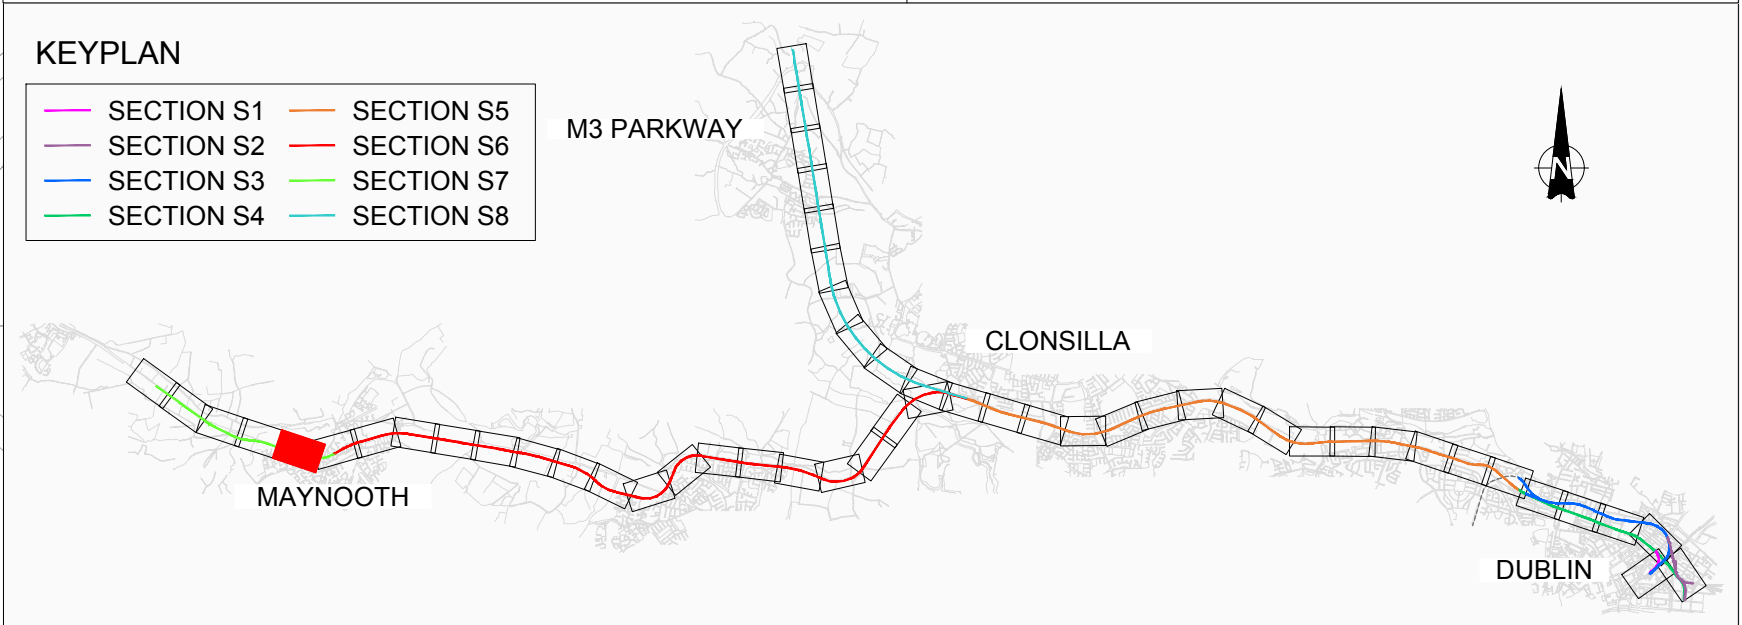 KEYPLAN
SECTION S1 SECTION S5
SECTION S2 SECTION S6
SECTION S3 SECTION S7
SECTION S4 SECTION S8
M3 PARKWAY
N
CLONSILLA
MAYNOOTH
DUBLIN